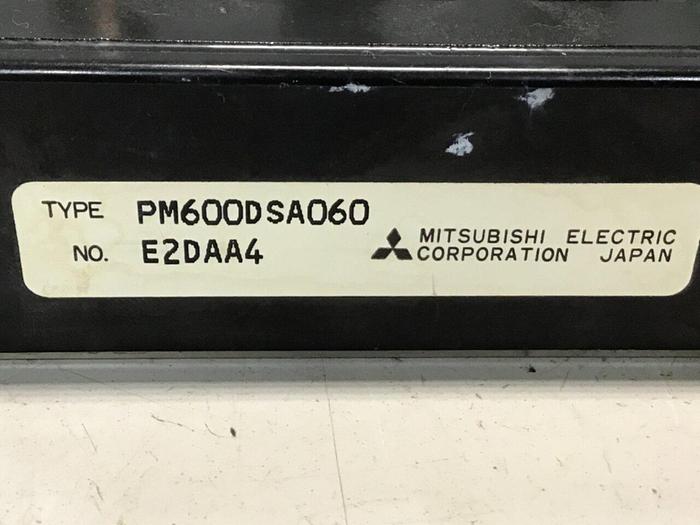 TYPE PM600DSA060
NO. E2DAA4
MITSUBISHI ELECTRIC
CORPORATION JAPAN